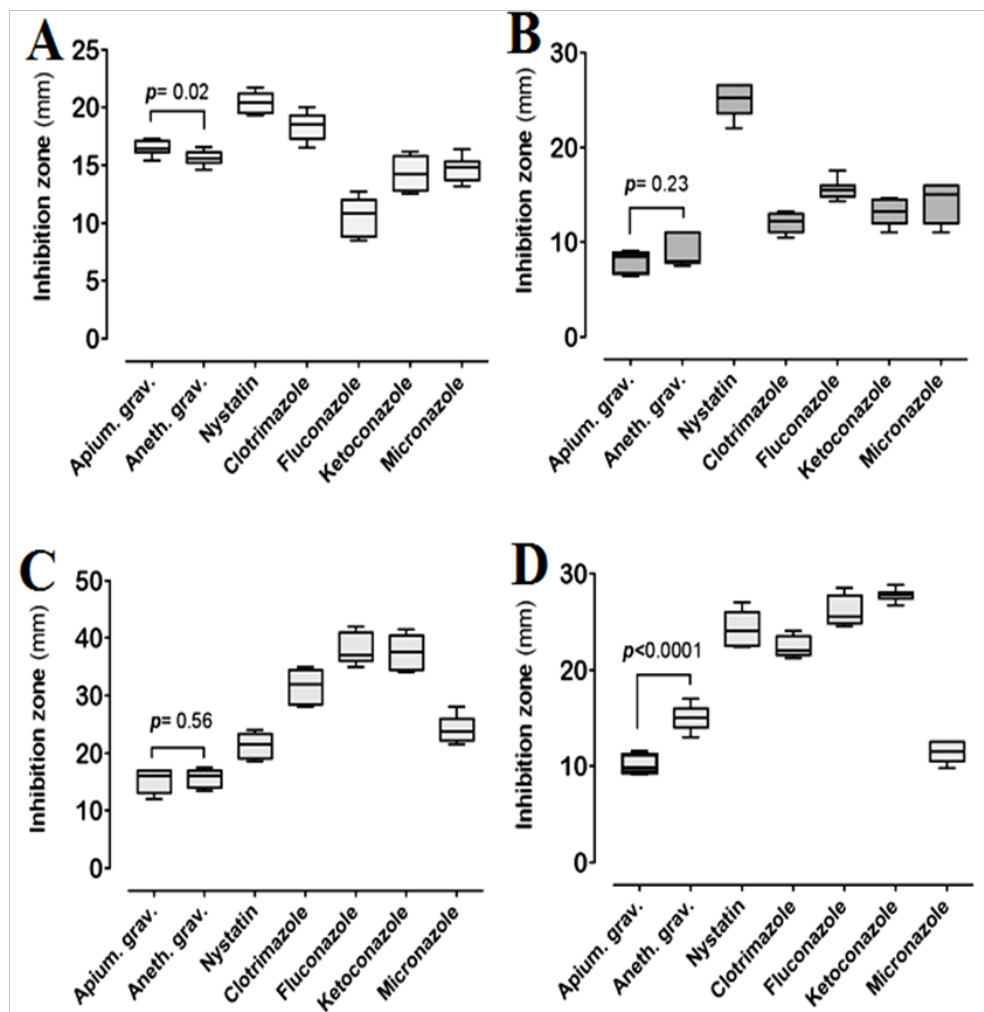 A
Inhibition zone (mm)
25
20
15
10
5
0
p= 0.02
Apium. grav.
Aneth. grav.
Nystatin
Clotrimazole
Fluconazole
Ketoconazole
Micronazole
B
Inhibition zone (mm)
30
20
10
0
p= 0.23
Apium. grav.
Aneth. grav.
Nystatin
Clotrimazole
Fluconazole
Ketoconazole
Micronazole
C
Inhibition zone (mm)
50
40
30
20
10
0
p= 0.56
Apium. grav.
Aneth. grav.
Nystatin
Clotrimazole
Fluconazole
Ketoconazole
Micronazole
D
Inhibition zone (mm)
30
20
10
0
p<0.0001
Apium. grav.
Aneth. grav.
Nystatin
Clotrimazole
Fluconazole
Ketoconazole
Micronazole